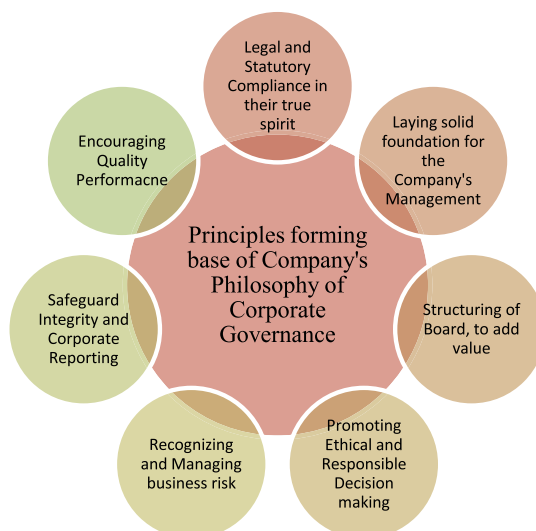 Legal and
Statutory
Compliance in
their true
spirit
Laying solid
foundation for
the
Company's
Management
Structuring of
Board, to add
value
Promoting
Ethical and
Responsible
Decision
making
Recognizing
and Managing
business risk
Safeguard
Integrity and
Corporate
Reporting
Encouraging
Quality
Performacne
Principles forming
base of Company's
Philosophy of
Corporate
Governance